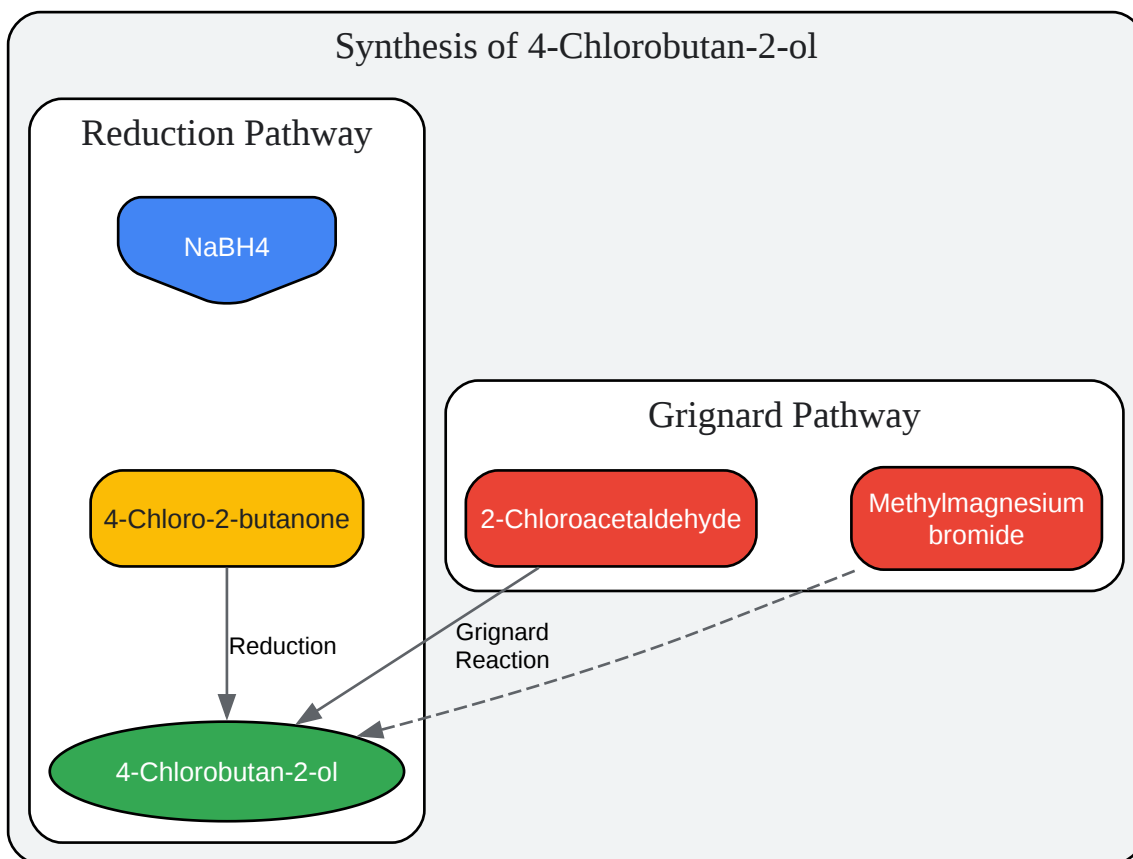 Synthesis of 4-Chlorobutan-2-ol
Reduction Pathway
NaBH4
Grignard Pathway
4-Chloro-2-butanone
2-Chloroacetaldehyde
Methylmagnesium
bromide
Reduction
Grignard
Reaction
4-Chlorobutan-2-ol